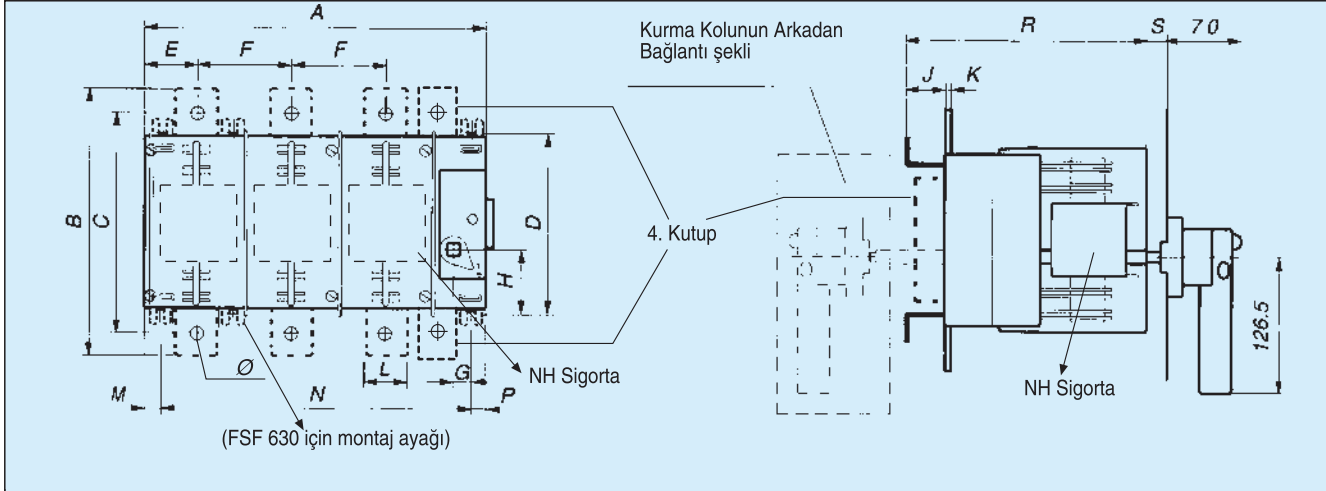 A
E
F
F
B
C
D
H
Ø
L
G
M
N
P
NH Sigorta
(FSF 630 için montaj ayağı)
Kurma Kolunun Arkadan
Bağlantı şekli
4. Kutup
R
S
70
J
K
126.5
NH Sigorta